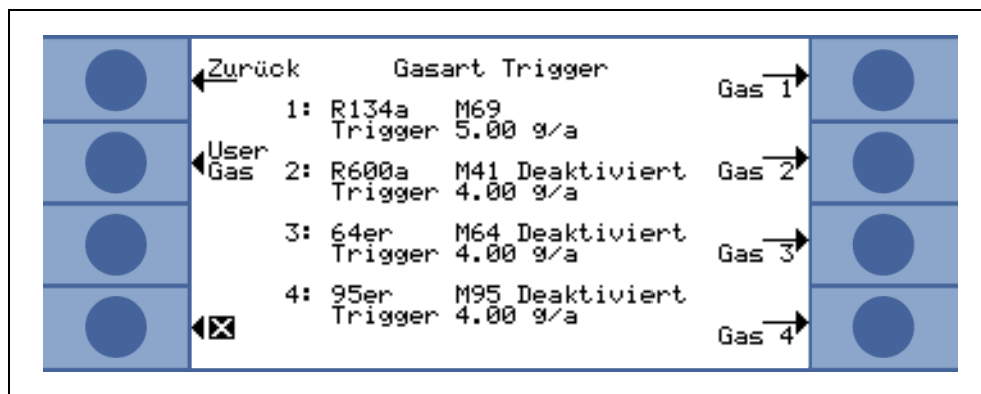 Zurück Gasart Trigger
Gas 1
1: R134a M69
Trigger 5.00 g/a
User
Gas 2: R600a M41 Deaktiviert Gas 2
Trigger 4.00 g/a
3: 64er M64 Deaktiviert
Trigger 4.00 g/a Gas 3
4: 95er M95 Deaktiviert
Trigger 4.00 g/a
Gas 4